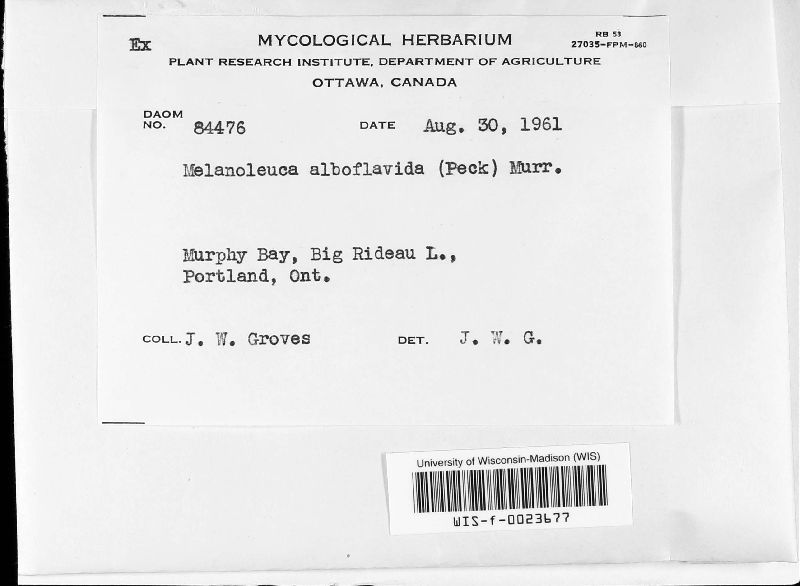 Ex
MYCOLOGICAL HERBARIUM
RB 53
27035-FPM-660
PLANT RESEARCH INSTITUTE, DEPARTMENT OF AGRICULTURE
OTTAWA, CANADA
DAOM NO. 84476 DATE Aug. 30, 1961
Melanoleuca alboflavida (Peck) Murr.
Murphy Bay, Big Rideau L.,
Portland, Ont.
COLL. J. W. Groves DET. J. W. G.
University of Wisconsin-Madison (WIS)
WIS-f-0023677